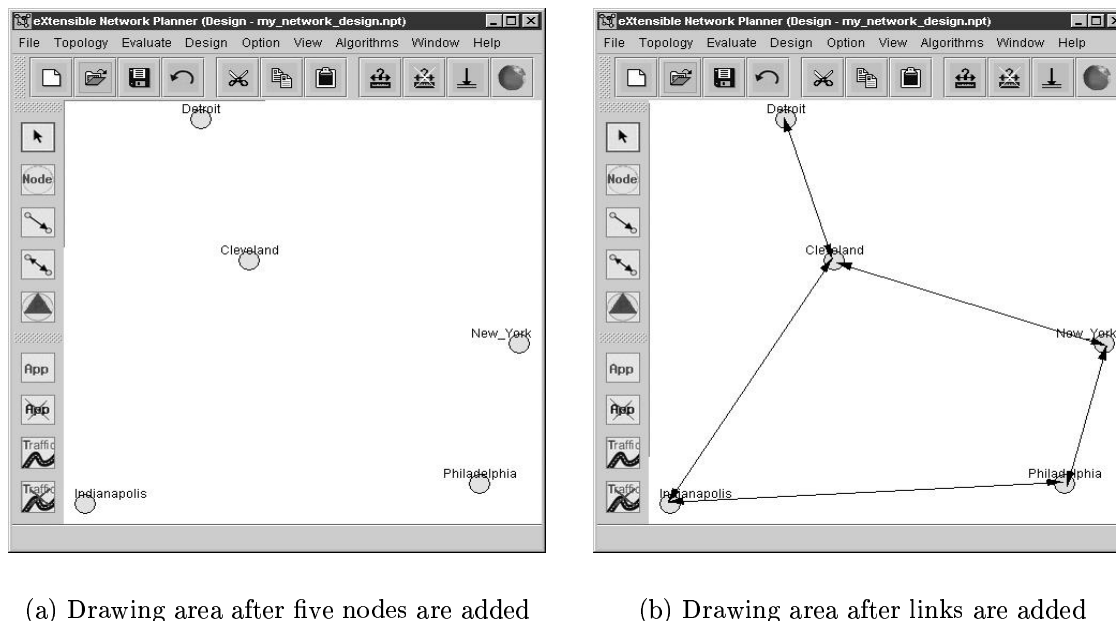 eXtensible Network Planner (Design - my_network_design.npt)
File Topology Evaluate Design Option View Algorithms Window Help
Node
App
App
Traffic
Traffic
Detroit
Cleveland
New_York
Philadelphia
Indianapolis
(a) Drawing area after five nodes are added
eXtensible Network Planner (Design - my_network_design.npt)
File Topology Evaluate Design Option View Algorithms Window Help
Node
App
App
Traffic
Traffic
Detroit
Cleveland
New_York
Philadelphia
Indianapolis
(b) Drawing area after links are added